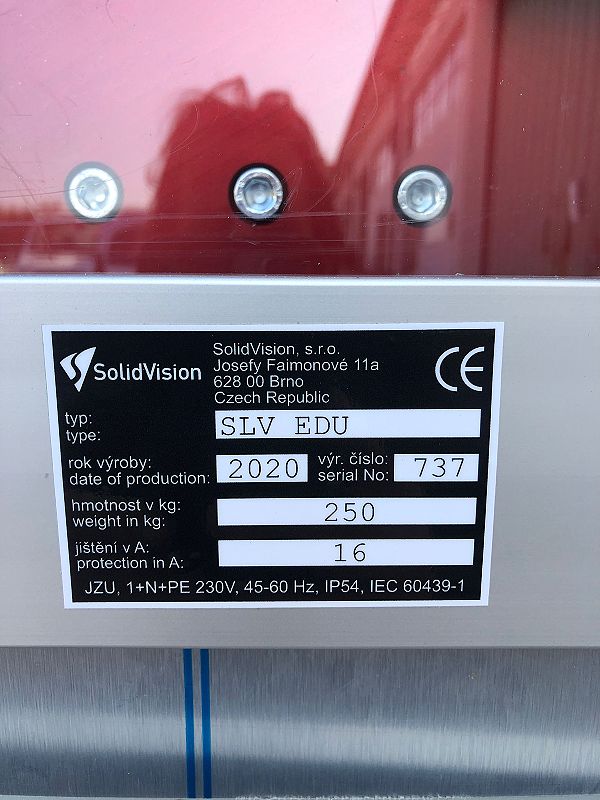 SolidVision
SolidVision, s.r.o.
Josefy Faimonové 11a
628 00 Brno
Czech Republic
CE
typ:
type:
SLV EDU
rok výroby:
date of production:
2020
výr. číslo:
serial No:
737
hmotnost v kg:
weight in kg:
250
jištění v A:
protection in A:
16
JZU, 1+N+PE 230V, 45-60 Hz, IP54, IEC 60439-1